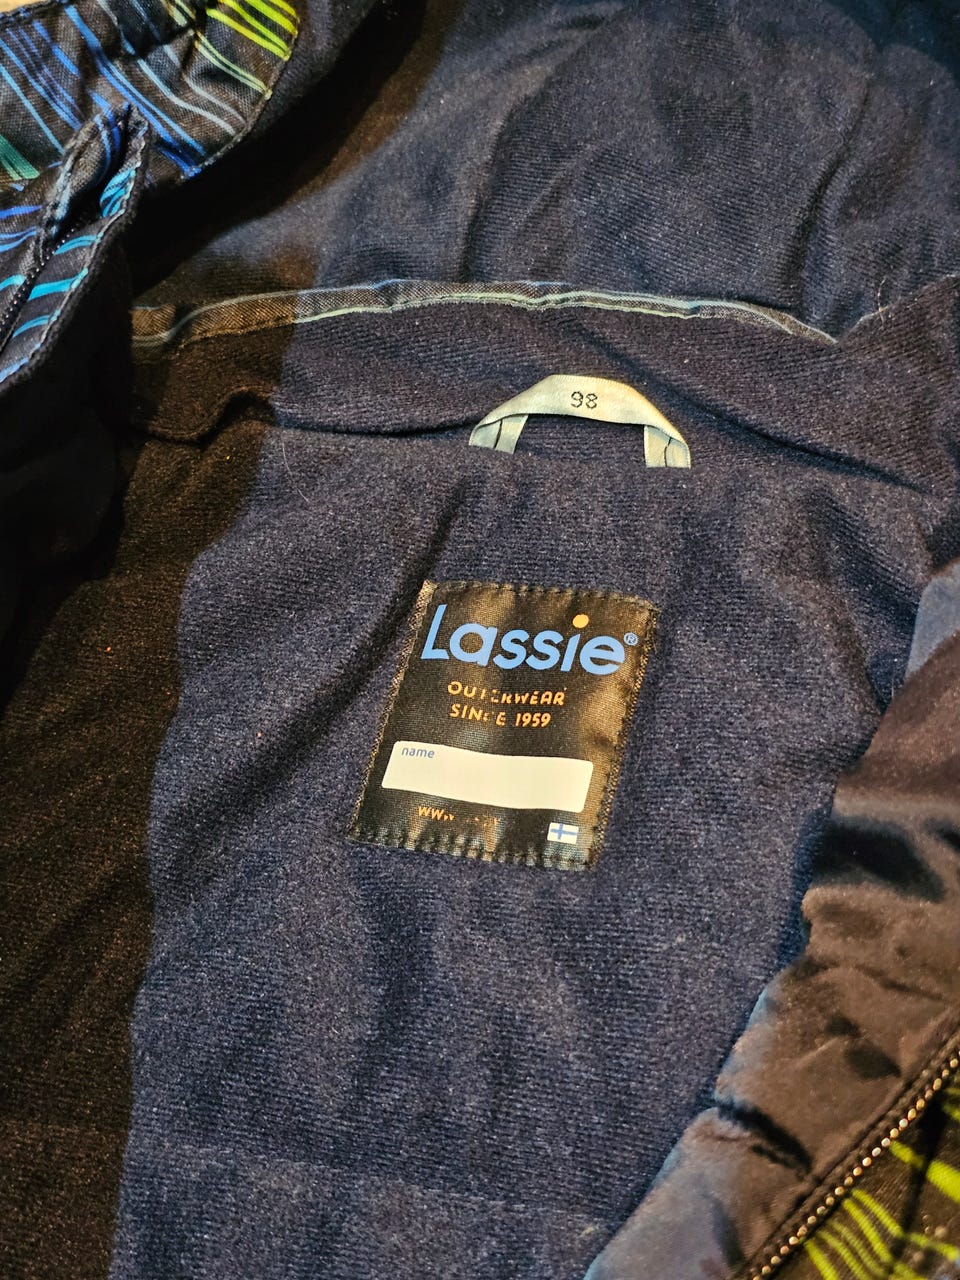 98
Lassie®
OUTERWEAR
SINCE 1959
name